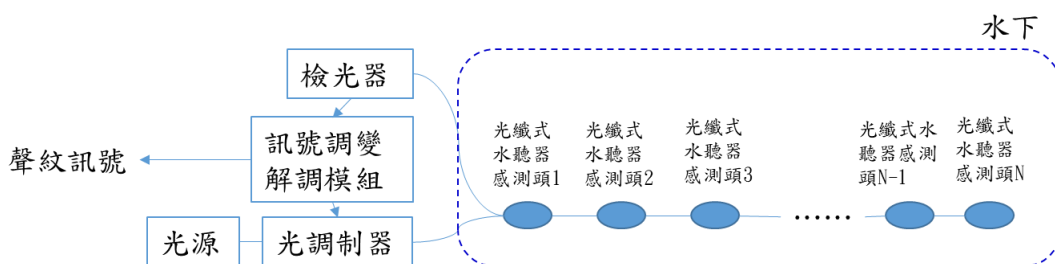 水下
檢光器
訊號調變
解調模組
聲紋訊號
光源
光調制器
光纖式
水聽器
感測頭1
光纖式
水聽器
感測頭2
光纖式
水聽器
感測頭3
......
光纖式水
聽器感測
頭N-1
光纖式
水聽器
感測頭N